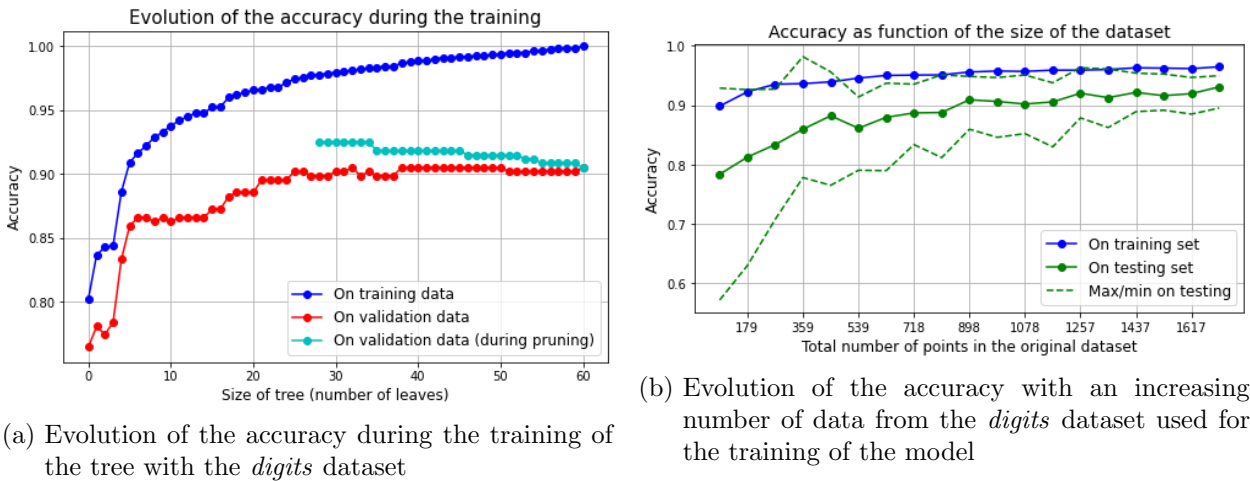 Evolution of the accuracy during the training
1.00
0.95
0.90
0.85
0.80
Accuracy
0
10
20
30
40
50
60
Size of tree (number of leaves)
On training data
On validation data
On validation data (during pruning)
(a) Evolution of the accuracy during the training of
the tree with the digits dataset
Accuracy as function of the size of the dataset
1.0
0.9
0.8
0.7
0.6
Accuracy
179
359
539
718
898
1078
1257
1437
1617
Total number of points in the original dataset
On training set
On testing set
Max/min on testing
(b) Evolution of the accuracy with an increasing
number of data from the digits dataset used for
the training of the model